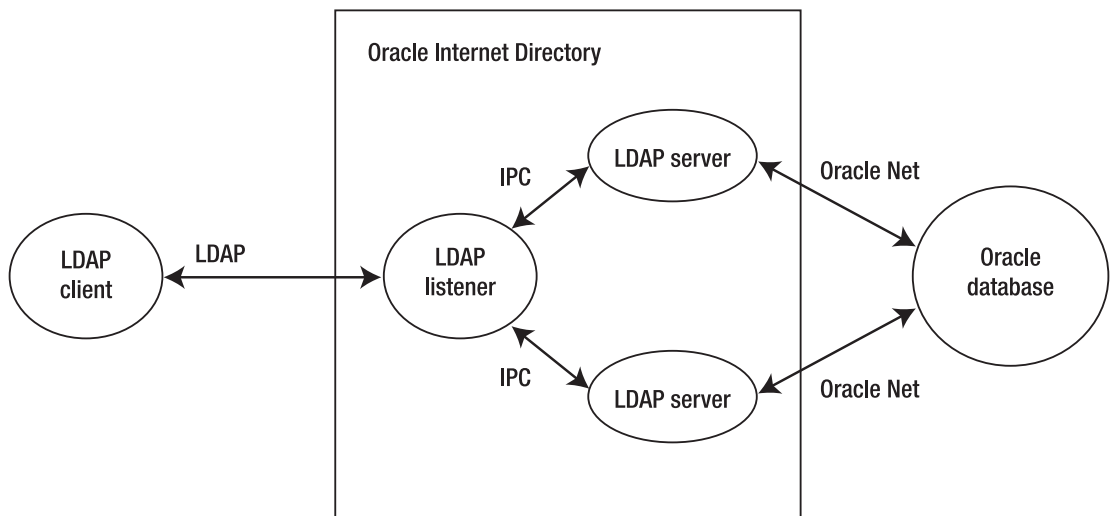 Oracle Internet Directory
LDAP server
IPC
Oracle Net
LDAP
client
LDAP
LDAP
listener
Oracle
database
IPC
LDAP server
Oracle Net